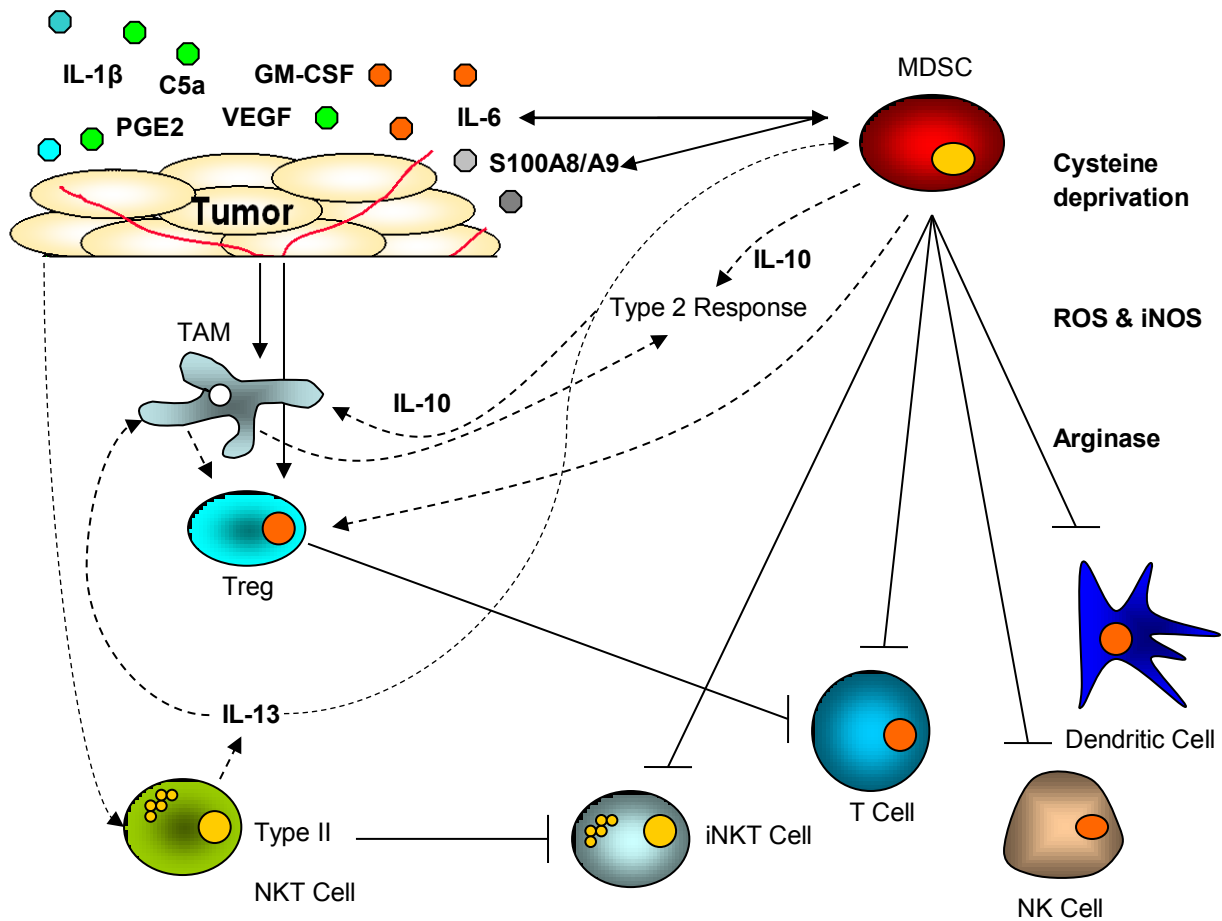 IL-1β
C5a
GM-CSF
MDSC
PGE2
VEGF
IL-6
S100A8/A9
Cysteine
deprivation
Tumor
IL-10
Type 2 Response
ROS & iNOS
TAM
IL-10
Arginase
Treg
IL-13
Dendritic Cell
T Cell
Type II
iNKT Cell
NKT Cell
NK Cell